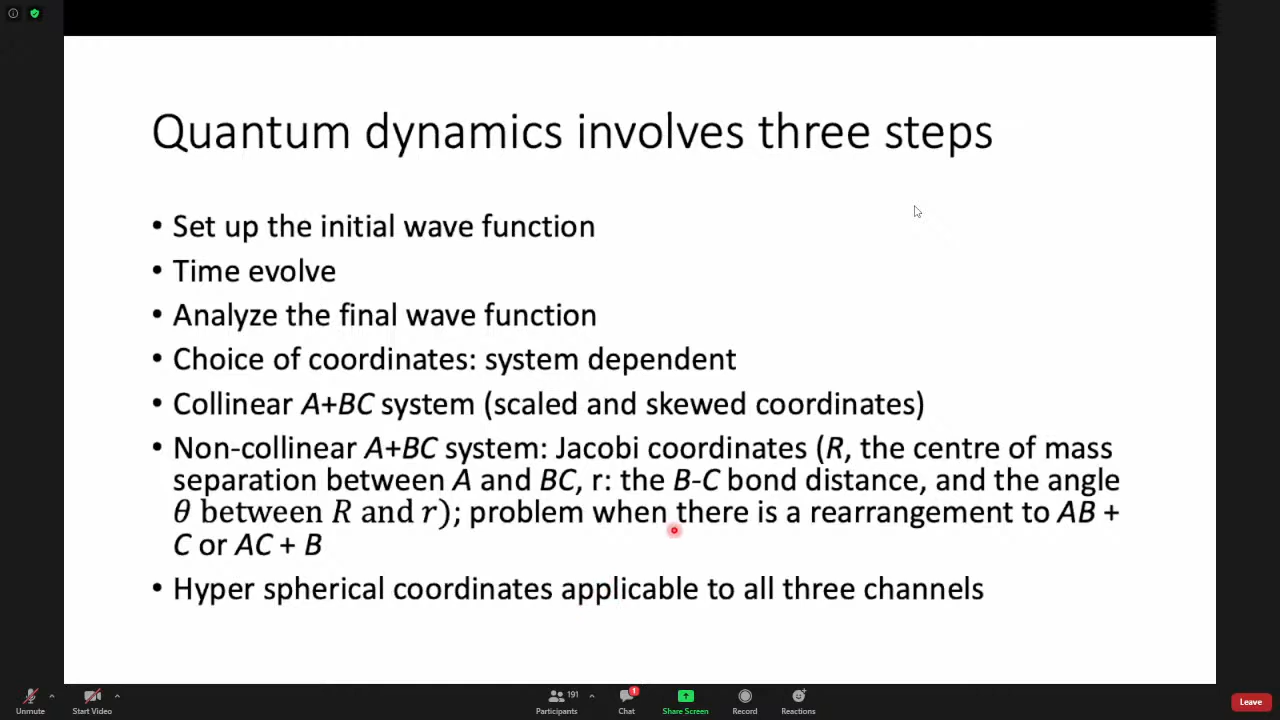 Quantum dynamics involves three steps
• Set up the initial wave function
• Time evolve
• Analyze the final wave function
• Choice of coordinates: system dependent
• Collinear A+BC system (scaled and skewed coordinates)
• Non-collinear A+BC system: Jacobi coordinates (R, the centre of mass
separation between A and BC, r: the B-C bond distance, and the angle
θ between R and r); problem when there is a rearrangement to AB +
C or AC + B
• Hyper spherical coordinates applicable to all three channels
Unmute
Start Video
191
Participants
1
Chat
Share Screen
Record
Reactions
Leave